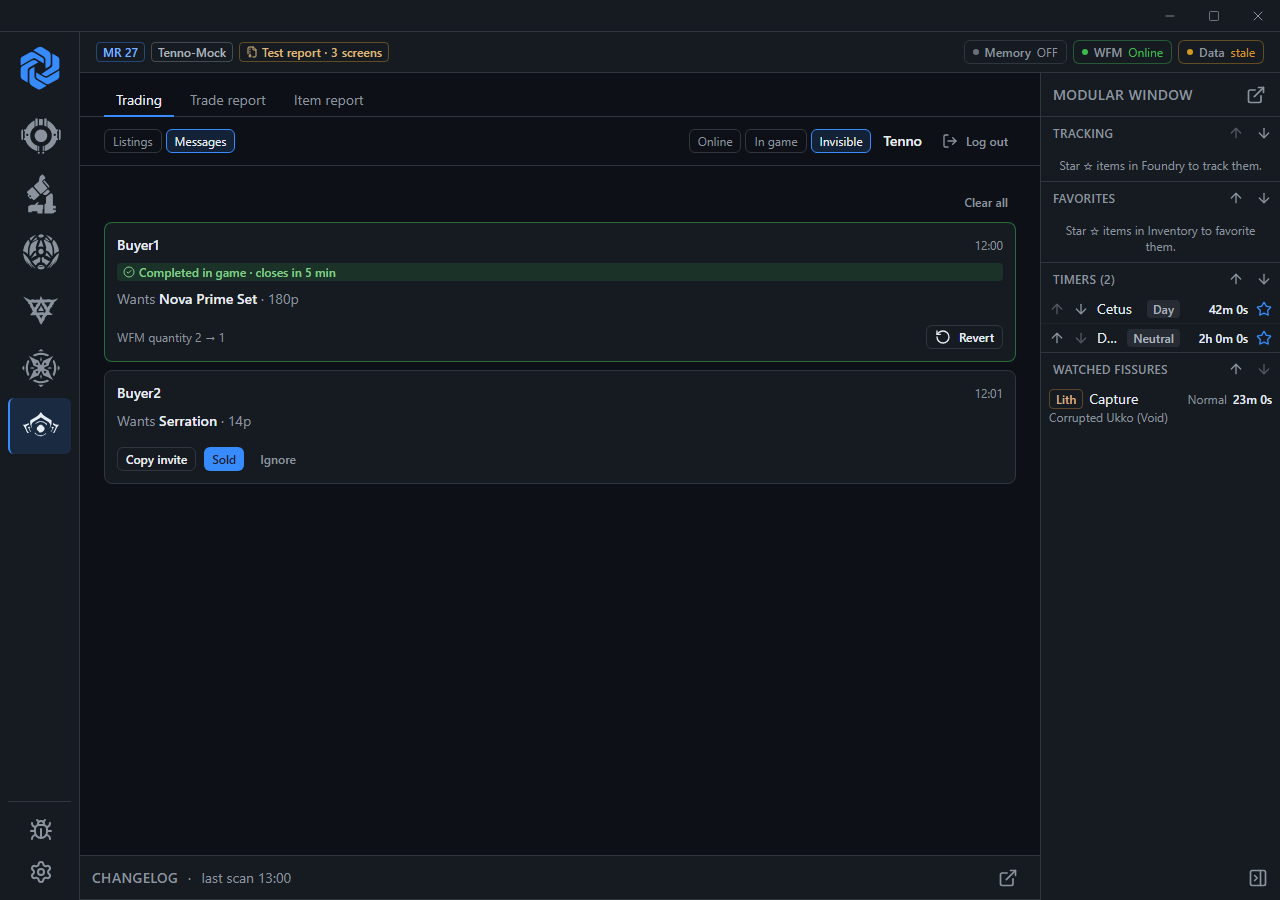 MR 27
Tenno-Mock
Test report · 3 screens
Memory OFF
WFM Online
Data stale
Trading
Trade report
Item report
Listings
Messages
Online
In game
Invisible
Tenno
Log out
Clear all
Buyer1
12:00
Completed in game · closes in 5 min
Wants Nova Prime Set · 180p
WFM quantity 2 → 1
Revert
Buyer2
12:01
Wants Serration · 14p
Copy invite
Sold
Ignore
CHANGELOG · last scan 13:00
MODULAR WINDOW
TRACKING
Star ☆ items in Foundry to track them.
FAVORITES
Star ☆ items in Inventory to favorite
them.
TIMERS (2)
Cetus Day 42m 0s
D... Neutral 2h 0m 0s
WATCHED FISSURES
Lith Capture Normal 23m 0s
Corrupted Ukko (Void)